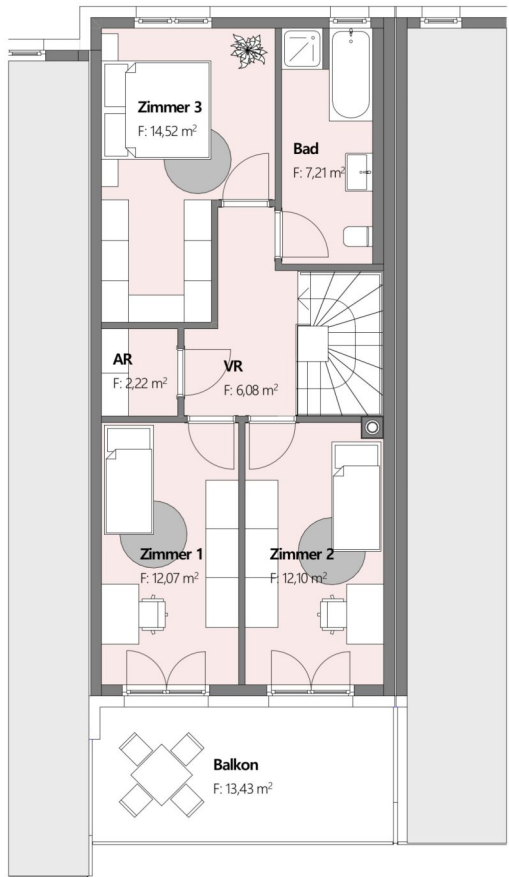 Zimmer 3
F: 14,52 m²
Bad
F: 7,21 m²
AR
F: 2,22 m²
VR
F: 6,08 m²
Zimmer 1
F: 12,07 m²
Zimmer 2
F: 12,10 m²
Balkon
F: 13,43 m²